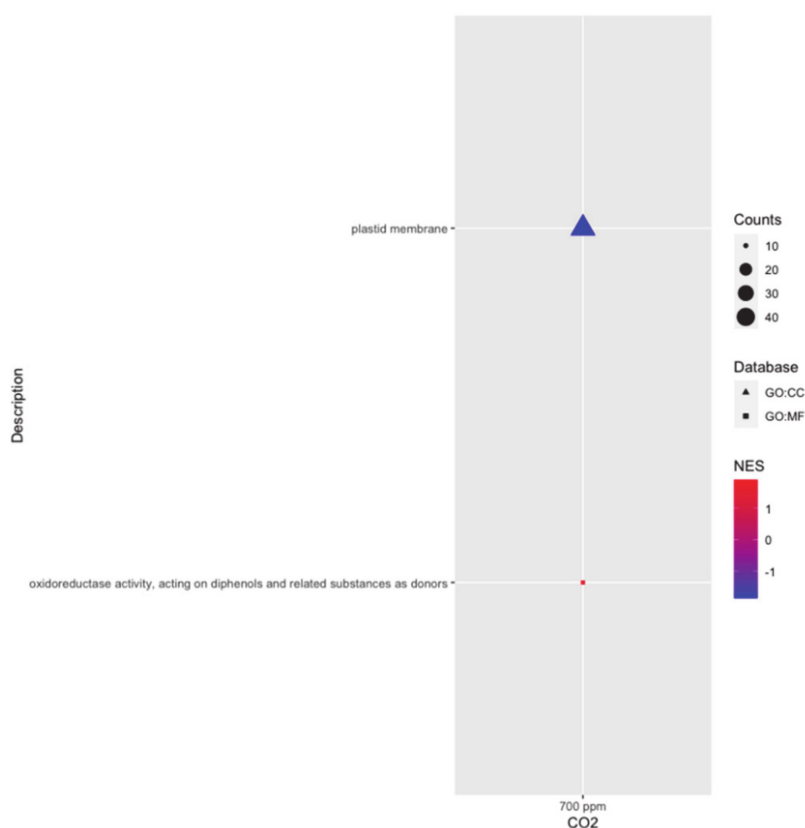 Description
plastid membrane
oxidoreductase activity, acting on diphenols and related substances as donors
700 ppm
CO2
Counts
10
20
30
40
Database
GO:CC
GO:MF
NES
1
0
-1